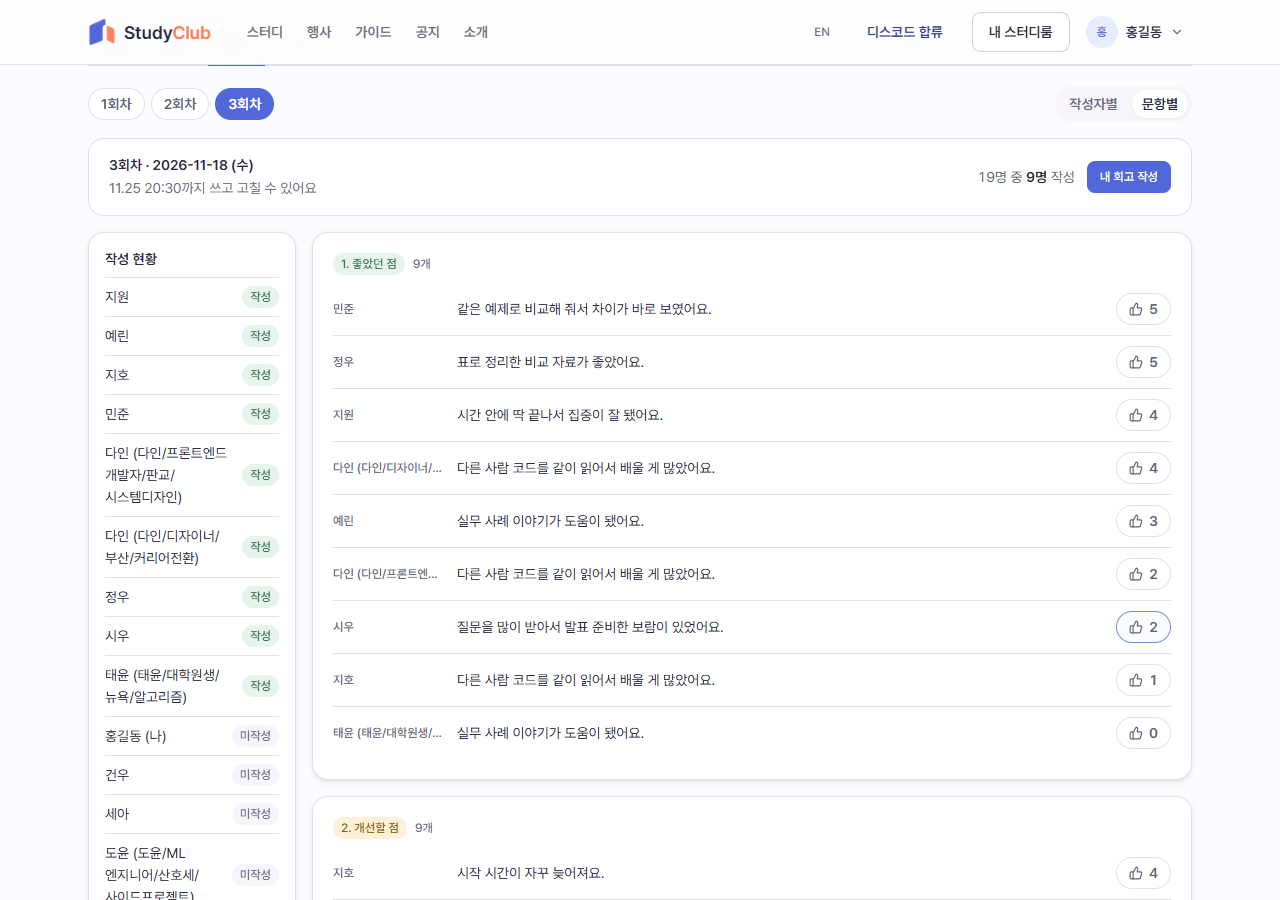 StudyClub
스터디
행사
가이드
공지
소개
EN
디스코드 합류
내 스터디룸
홍
홍길동
1회차
2회차
3회차
작성자별
문항별
3회차 · 2026-11-18 (수)
11.25 20:30까지 쓰고 고칠 수 있어요
19명 중 9명 작성
내 회고 작성
작성 현황
지원
작성
예린
작성
지호
작성
민준
작성
다인 (다인/프론트엔드
개발자/판교/
시스템디자인)
작성
다인 (다인/디자이너/
부산/커리어전환)
작성
정우
작성
시우
작성
태윤 (태윤/대학원생/
뉴욕/알고리즘)
작성
홍길동 (나)
미작성
건우
미작성
세아
미작성
도윤 (도윤/ML
엔지니어/산호세/
사이드프로젝트)
미작성
1. 좋았던 점
9개
민준
같은 예제로 비교해 줘서 차이가 바로 보였어요.
5
정우
표로 정리한 비교 자료가 좋았어요.
5
지원
시간 안에 딱 끝나서 집중이 잘 됐어요.
4
다인 (다인/디자이너/...
다른 사람 코드를 같이 읽어서 배울 게 많았어요.
4
예린
실무 사례 이야기가 도움이 됐어요.
3
다인 (다인/프론트엔...
다른 사람 코드를 같이 읽어서 배울 게 많았어요.
2
시우
질문을 많이 받아서 발표 준비한 보람이 있었어요.
2
지호
다른 사람 코드를 같이 읽어서 배울 게 많았어요.
1
태윤 (태윤/대학원생/...
실무 사례 이야기가 도움이 됐어요.
0
2. 개선할 점
9개
지호
시작 시간이 자꾸 늦어져요.
4